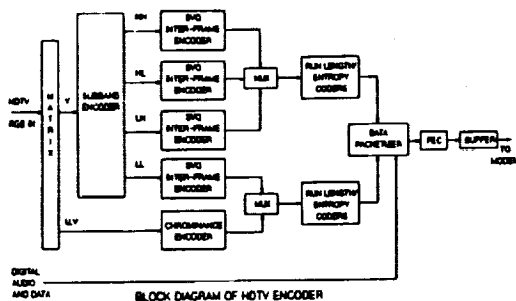 HH
SVQ
INTER-FRAME
ENCODER
HDTV
RGB IN
MATRIX
Y
SUBBAND
ENCODER
HL
SVQ
INTER-FRAME
ENCODER
MUX
RUN LENGTH/
ENTROPY
CODERS
LH
SVQ
INTER-FRAME
ENCODER
DATA
PACKETISER
FEC
BUFFER
TO
MODEM
LL
SVQ
INTER-FRAME
ENCODER
MUX
RUN LENGTH/
ENTROPY
CODERS
U,V
CHROMINANCE
ENCODER
DIGITAL
AUDIO
AND DATA
BLOCK DIAGRAM OF HDTV ENCODER